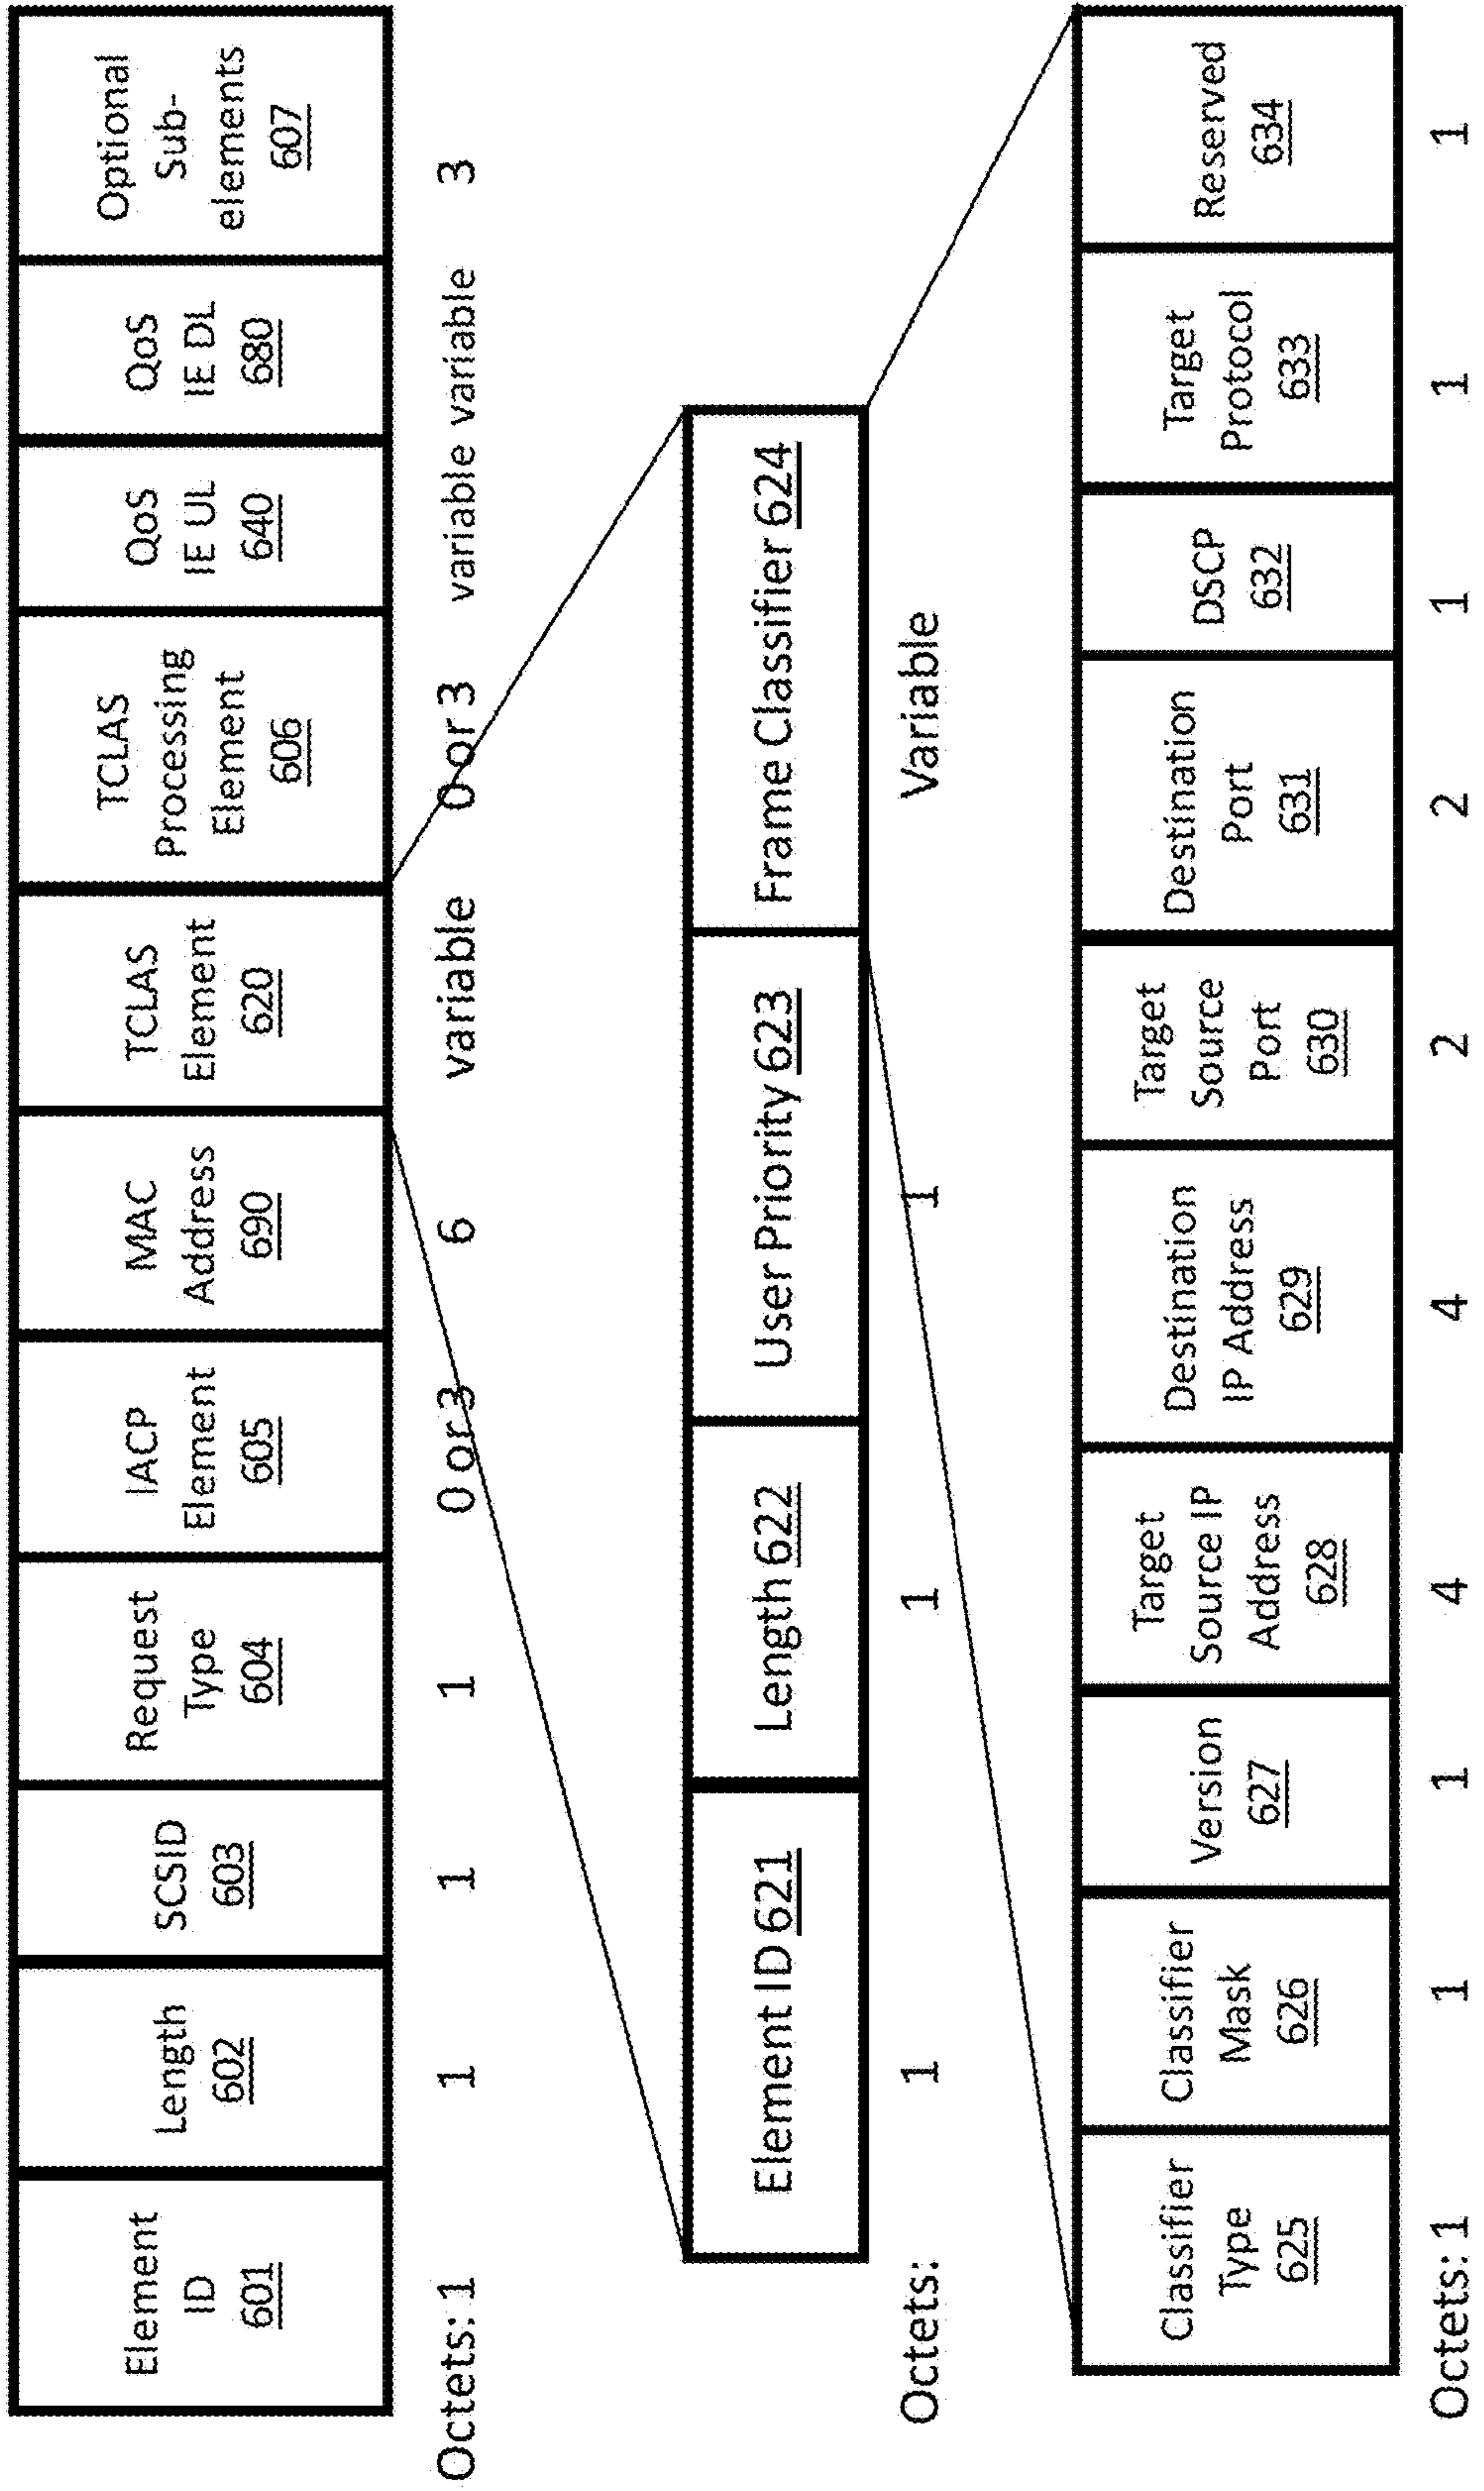 Element
ID
601
Length
602
SCSID
603
Request
Type
604
IACP
Element
605
MAC
Address
690
TCLAS
Element
620
TCLAS
Processing
Element
606
QoS
IE UL
640
QoS
IE DL
680
Optional
Sub-
elements
607
Octets: 1 1 1 1 0 or 3 6 variable 0 or 3 variable variable 3
Element ID 621
Length 622
User Priority 623
Frame Classifier 624
Octets: 1 1 1 Variable
Classifier
Type
625
Classifier
Mask
626
Version
627
Target
Source IP
Address
628
Destination
IP Address
629
Target
Source
Port
630
Destination
Port
631
DSCP
632
Target
Protocol
633
Reserved
634
Octets: 1 1 1 4 4 2 2 1 1 1